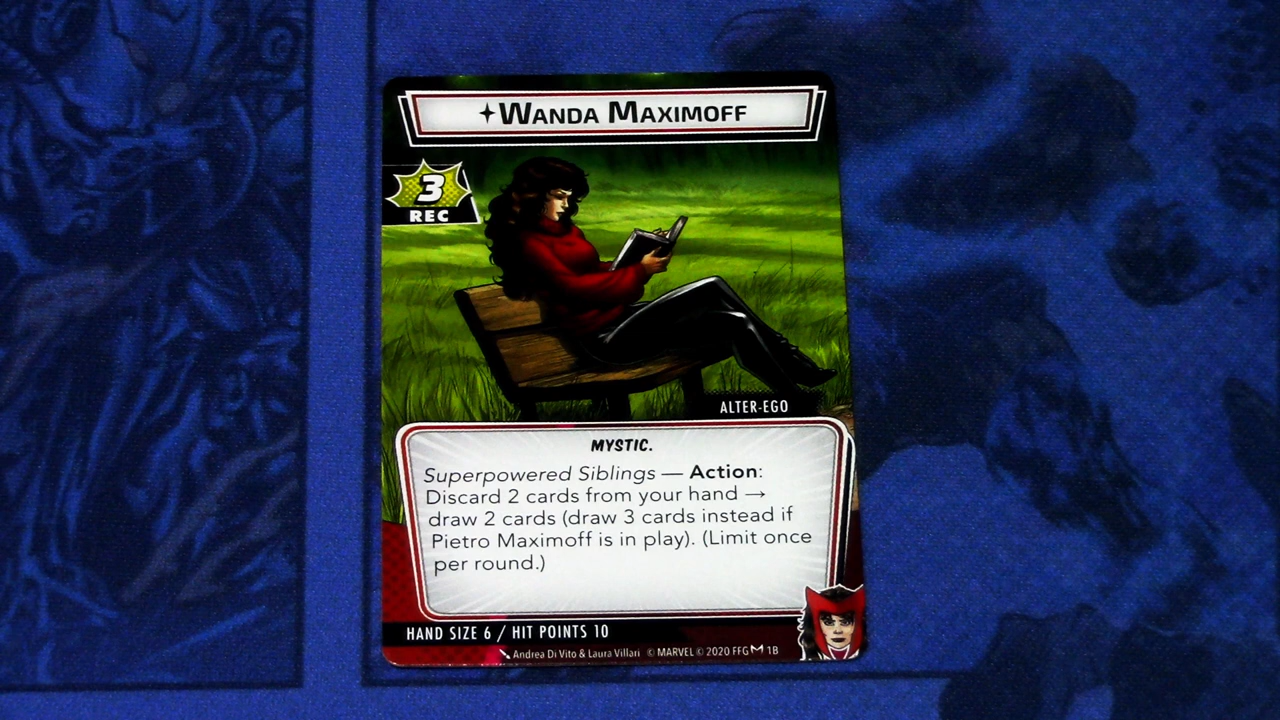 ✦Wanda Maximoff
3
REC
ALTER-EGO
MYSTIC.
Superpowered Siblings — Action:
Discard 2 cards from your hand →
draw 2 cards (draw 3 cards instead if
Pietro Maximoff is in play). (Limit once
per round.)
HAND SIZE 6 / HIT POINTS 10
Andrea Di Vito & Laura Villari © MARVEL © 2020 FFG 1B